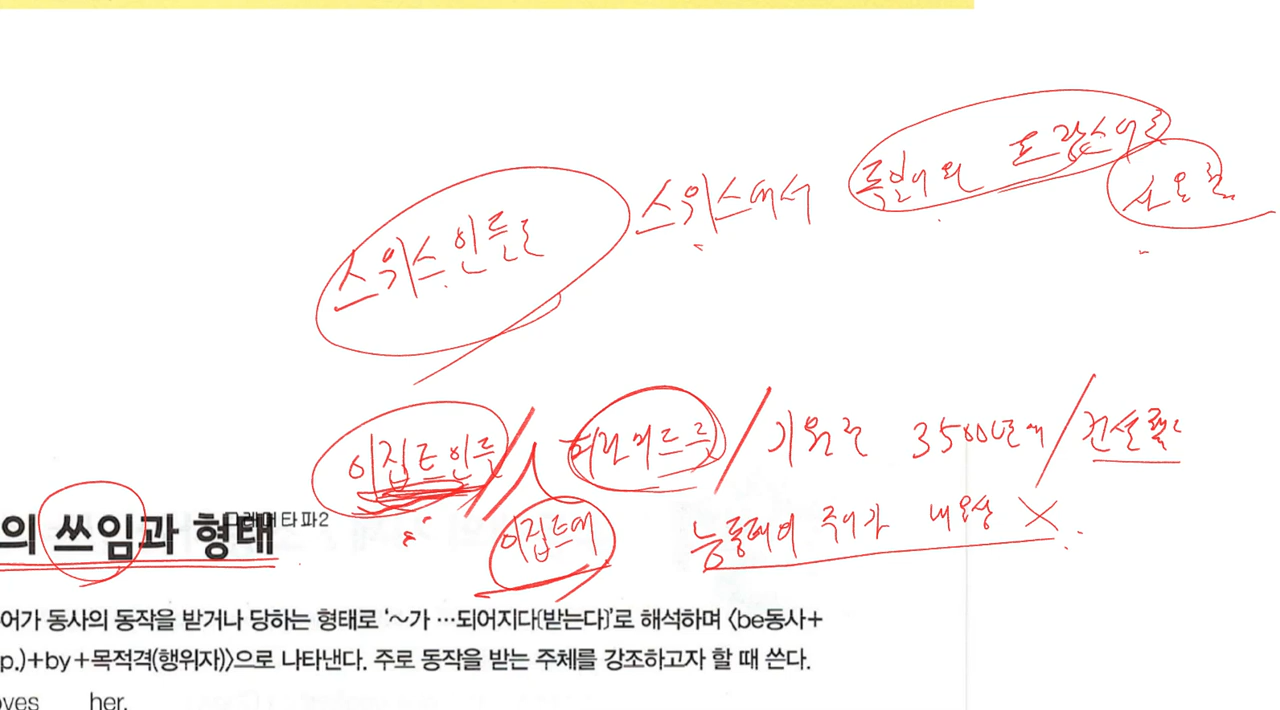 스위스에서 독일어와 프랑스어를
스위스인들은
이집트인들 / 피라미드를 / 기원전 3500년에 / 건설했다
이집트에 능동태의 주어가 내용상 X
의 쓰임과 형태 그래머타파2
어가 동사의 동작을 받거나 당하는 형태로 ‘~가 …되어지다(받는다)’로 해석하며 〈be동사+
p.)+by+목적격(행위자)〉으로 나타낸다. 주로 동작을 받는 주체를 강조하고자 할 때 쓴다.
oves her.